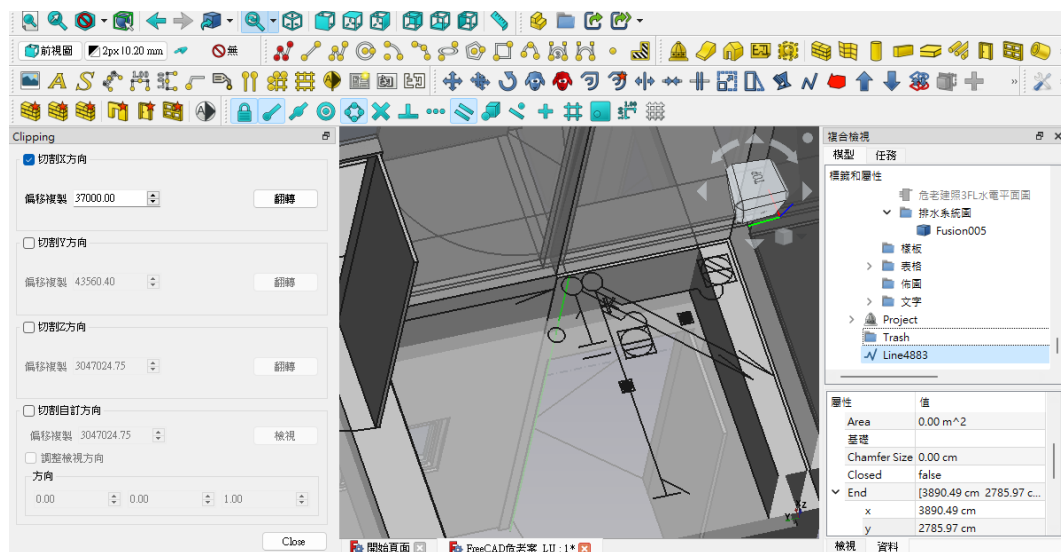 前視圖
2px|0.20 mm
無
Clipping
切割X方向
偏移複製
37000.00
翻轉
切割Y方向
偏移複製
43560.40
翻轉
切割Z方向
偏移複製
3047024.75
翻轉
切割自訂方向
偏移複製
3047024.75
檢視
調整檢視方向
方向
0.00
0.00
1.00
Close
開始頁面
FreeCAD危老案_LIJ : 1*
複合檢視
模型
任務
標籤和屬性
危老建照3FL水電平面圖
排水系統圖
Fusion005
樣板
表格
佈圖
文字
Project
Trash
Line4883
屬性
值
Area
0.00 m^2
基礎
Chamfer Size
0.00 cm
Closed
false
End
[3890.49 cm 2785.97 c...
x
3890.49 cm
y
2785.97 cm
檢視
資料